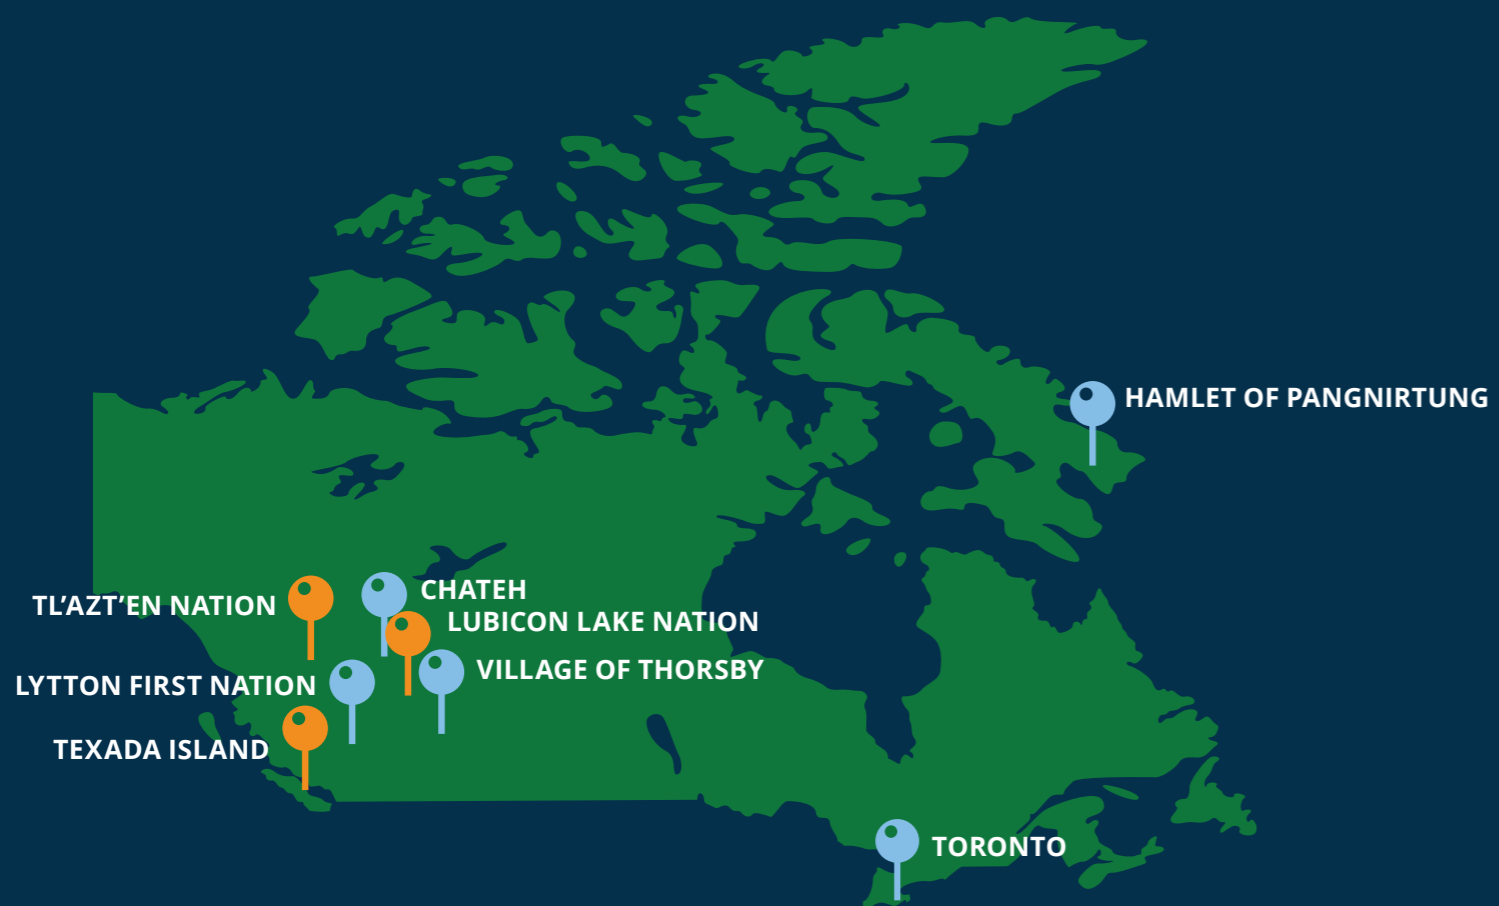 HAMLET OF PANGNIRTUNG
CHATEH
TL’AZT’EN NATION
LUBICON LAKE NATION
VILLAGE OF THORSBY
LYTTON FIRST NATION
TEXADA ISLAND
TORONTO